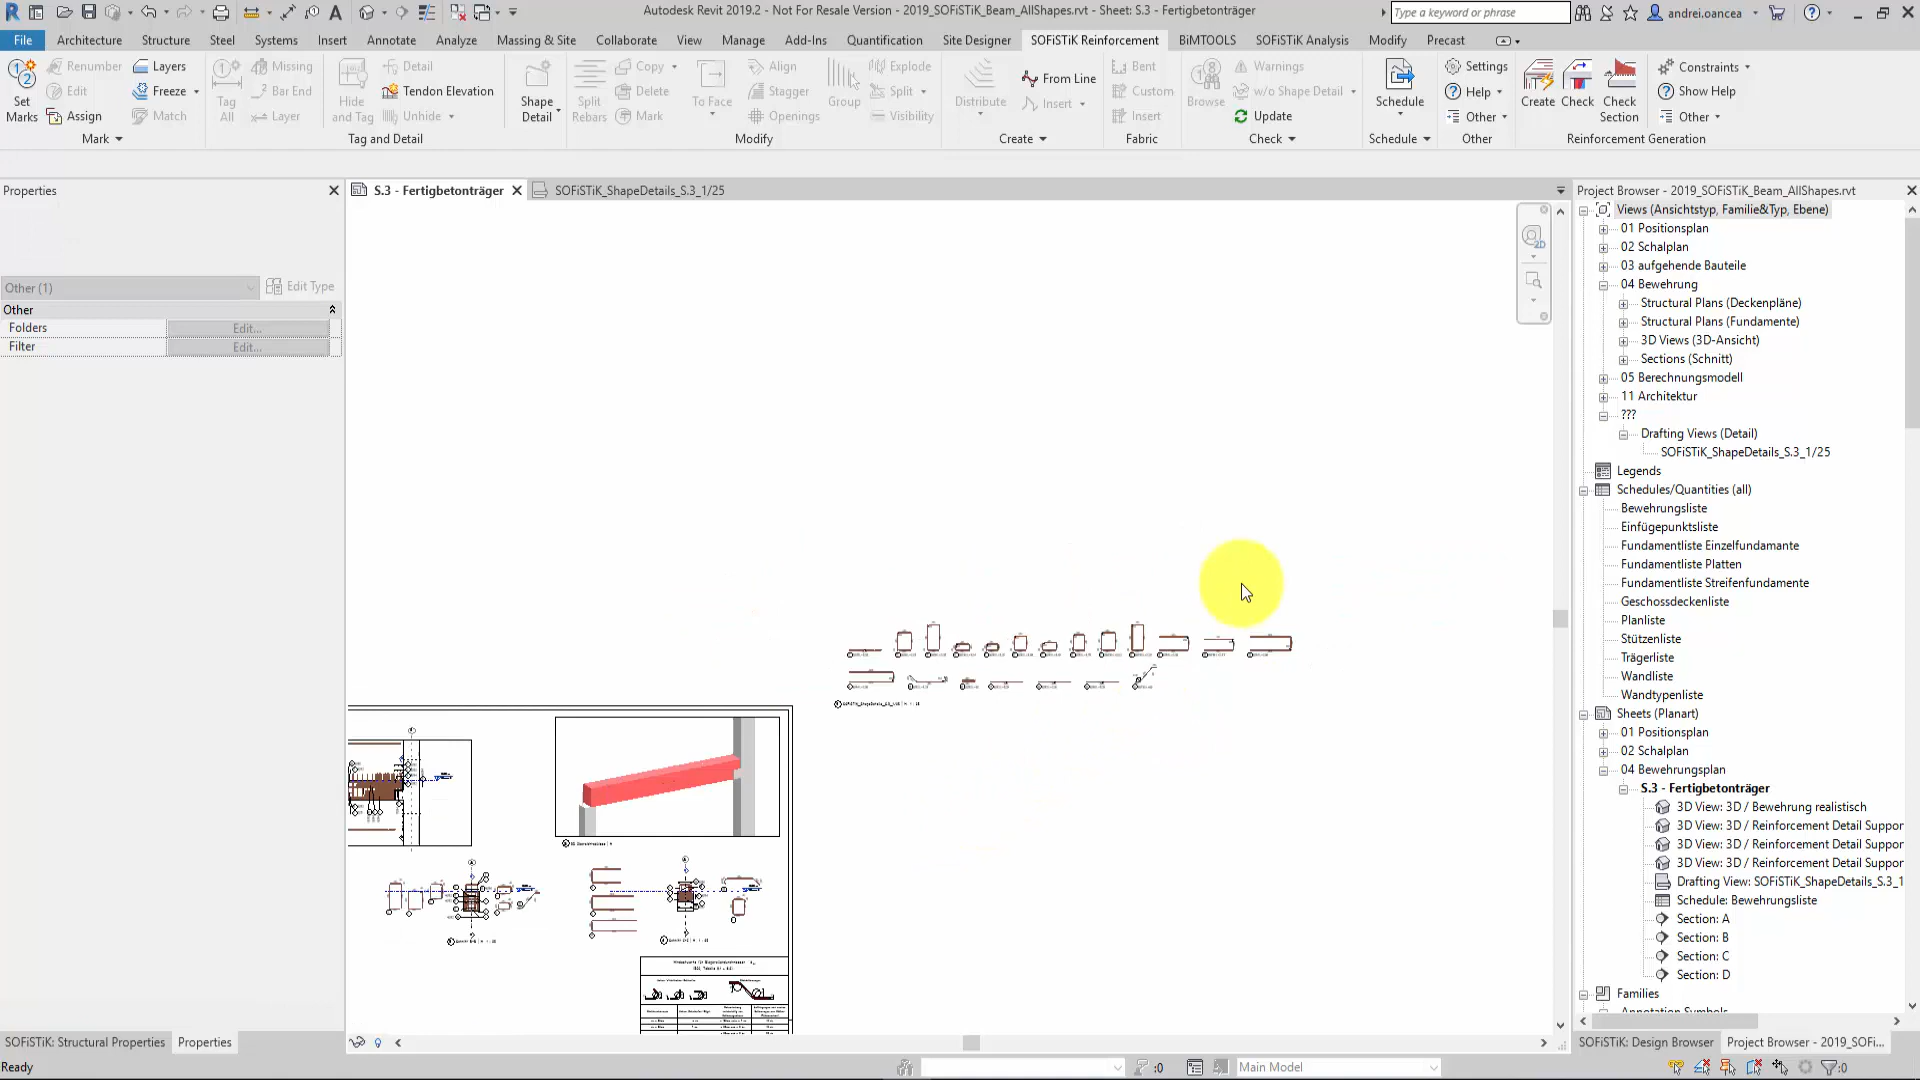 Autodesk Revit 2019.2 - Not For Resale Version - 2019_SOFiSTiK_Beam_AllShapes.rvt - Sheet: S.3 - Fertigbetonträger
Type a keyword or phrase
andrei.oancea
File Architecture Structure Steel Systems Insert Annotate Analyze Massing & Site Collaborate View Manage Add-Ins Quantification Site Designer SOFiSTiK Reinforcement BiMTOOLS SOFiSTiK Analysis Modify Precast
Set Marks
Renumber
Edit
Assign
Layers
Freeze
Match
Mark
Tag All
Missing
Bar End
Layer
Hide and Tag
Detail
Tendon Elevation
Unhide
Tag and Detail
Shape Detail
Split Rebars
Copy
Delete
Mark
To Face
Align
Stagger
Openings
Group
Explode
Split
Visibility
Modify
Distribute
From Line
Insert
Create
Bent
Custom
Insert
Fabric
Browse
Warnings
w/o Shape Detail
Update
Check
Schedule
Schedule
Settings
Help
Other
Other
Create
Check
Check Section
Constraints
Show Help
Other
Reinforcement Generation
Properties
Other (1)
Edit Type
Other
Folders Edit...
Filter Edit...
S.3 - Fertigbetonträger
SOFiSTiK_ShapeDetails_S.3_1/25
2D
Project Browser - 2019_SOFiSTiK_Beam_AllShapes.rvt
Views (Ansichtstyp, Familie&Typ, Ebene)
01 Positionsplan
02 Schalplan
03 aufgehende Bauteile
04 Bewehrung
Structural Plans (Deckenpläne)
Structural Plans (Fundamente)
3D Views (3D-Ansicht)
Sections (Schnitt)
05 Berechnungsmodell
11 Architektur
???
Drafting Views (Detail)
SOFiSTiK_ShapeDetails_S.3_1/25
Legends
Schedules/Quantities (all)
Bewehrungsliste
Einfügepunktsliste
Fundamentliste Einzelfundamante
Fundamentliste Platten
Fundamentliste Streifenfundamente
Geschossdeckenliste
Planliste
Stützenliste
Trägerliste
Wandliste
Wandtypenliste
Sheets (Planart)
01 Positionsplan
02 Schalplan
04 Bewehrungsplan
S.3 - Fertigbetonträger
3D View: 3D / Bewehrung realistisch
3D View: 3D / Reinforcement Detail Suppor
3D View: 3D / Reinforcement Detail Suppor
3D View: 3D / Reinforcement Detail Suppor
Drafting View: SOFiSTiK_ShapeDetails_S.3_1
Schedule: Bewehrungsliste
Section: A
Section: B
Section: C
Section: D
Families
Annotation Symbols
SOFiSTiK: Structural Properties
Properties
SOFiSTiK: Design Browser
Project Browser - 2019_SOFi...
Ready
:0
Main Model
:0